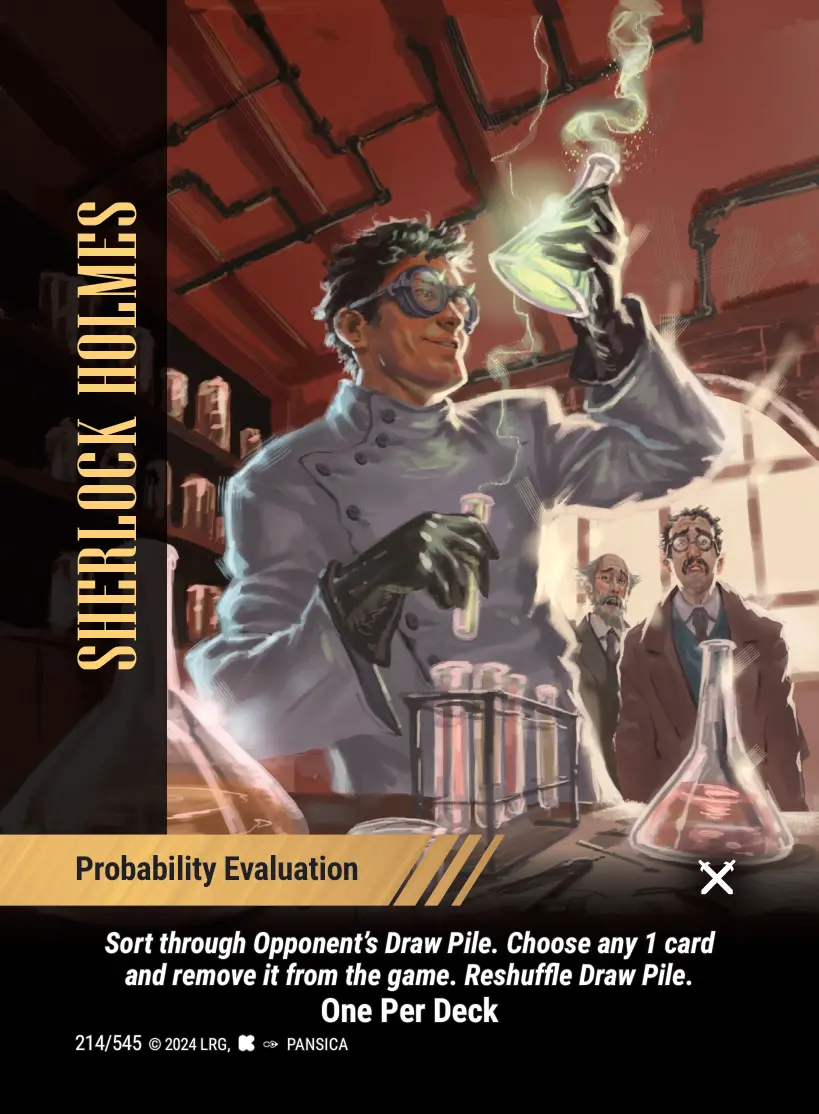 SHERLOCK HOLMES
Probability Evaluation
Sort through Opponent’s Draw Pile. Choose any 1 card
and remove it from the game. Reshuffle Draw Pile.
One Per Deck
214/545 © 2024 LRG, PANSICA